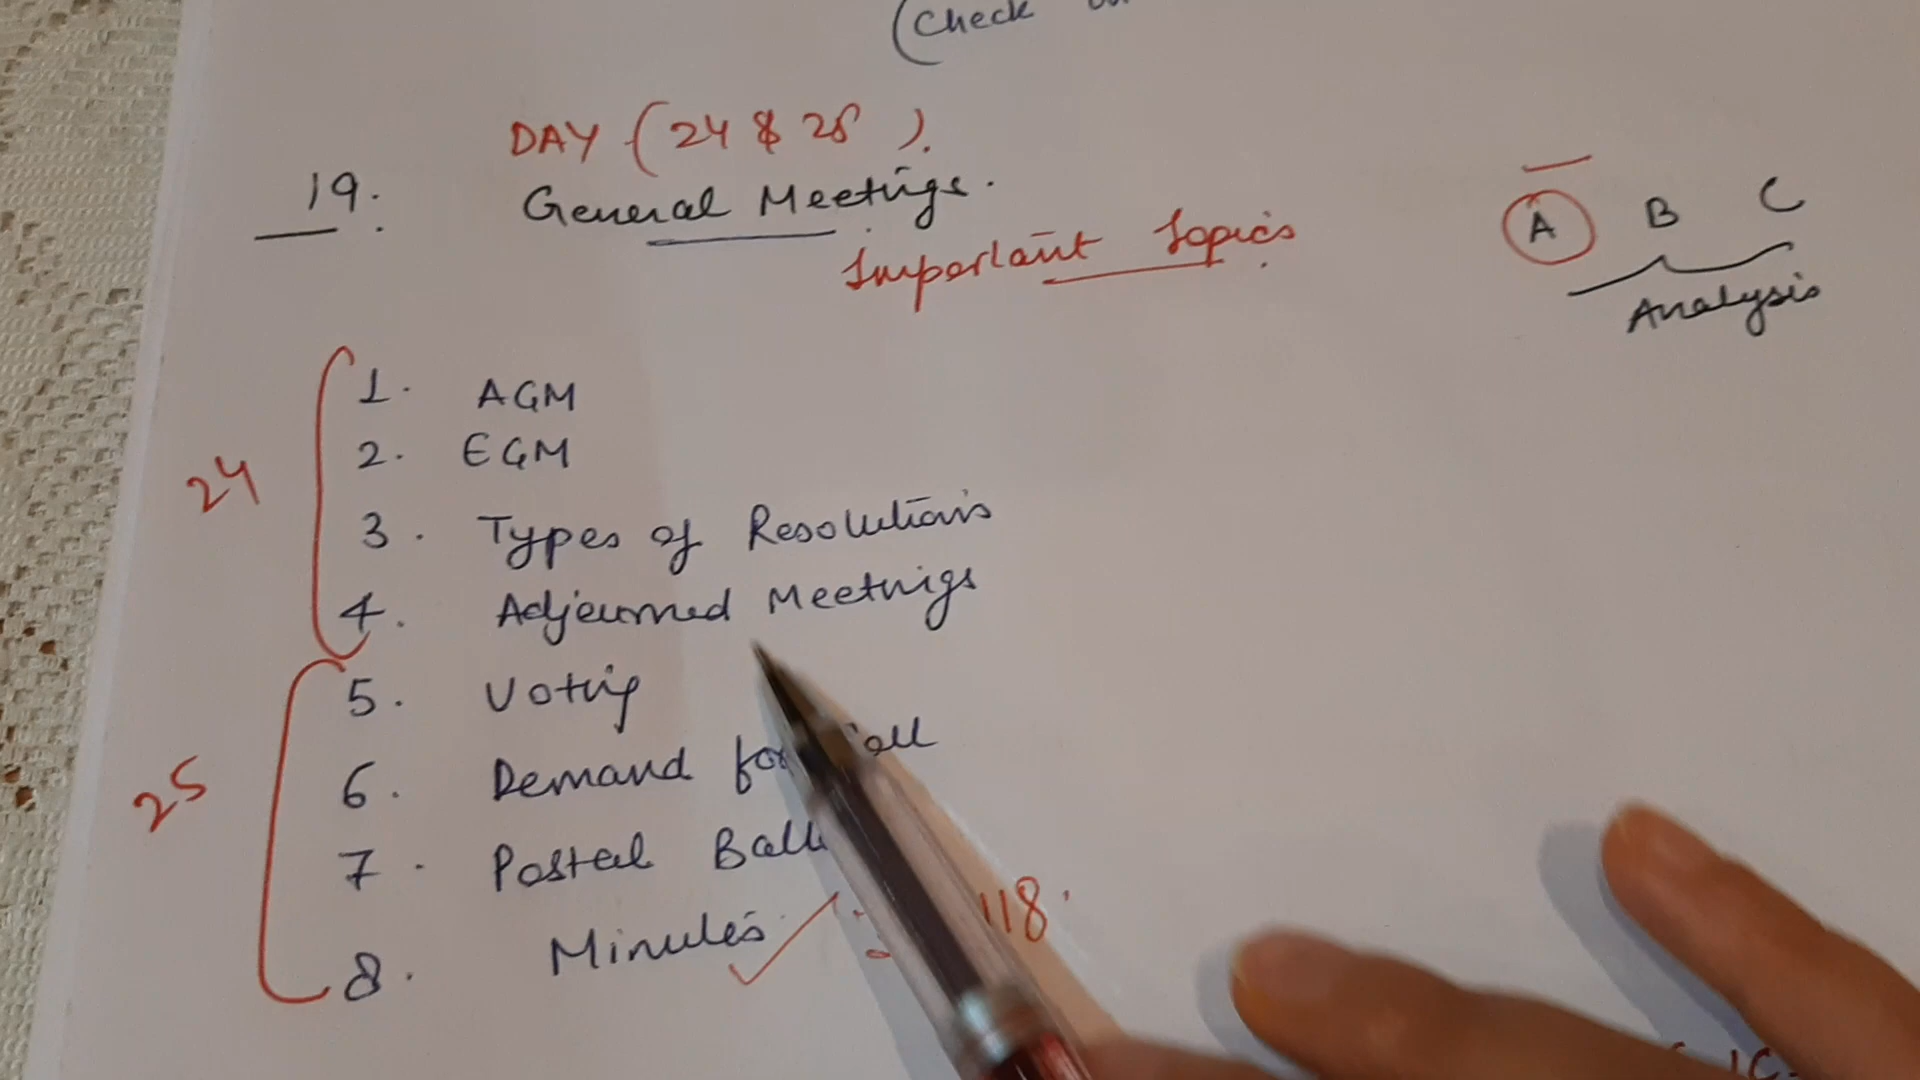 (Check
DAY (24 & 25).
19. General Meetings.
Important Topics
A B C
Analysis
24
1. AGM
2. EGM
3. Types of Resolutions
4. Adjourned Meetings
25
5. Voting
6. Demand for
7. Postal
8. Minutes 118.